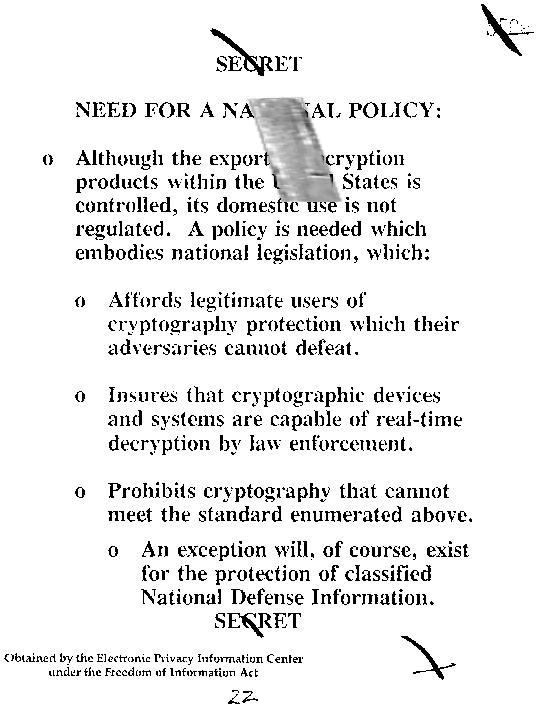 SECRET
NEED FOR A NA AL POLICY:
o Although the export cryption
products within the States is
controlled, its domestic use is not
regulated. A policy is needed which
embodies national legislation, which:
o Affords legitimate users of
cryptography protection which their
adversaries cannot defeat.
o Insures that cryptographic devices
and systems are capable of real-time
decryption by law enforcement.
o Prohibits cryptography that cannot
meet the standard enumerated above.
o An exception will, of course, exist
for the protection of classified
National Defense Information.
SECRET
Obtained by the Electronic Privacy Information Center
under the Freedom of Information Act
22